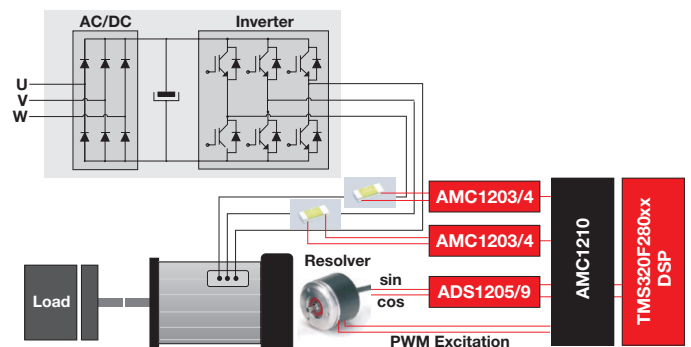 AC/DC
Inverter
U
V
W
AMC1203/4
AMC1203/4
Resolver
sin
cos
ADS1205/9
PWM Excitation
Load
AMC1210
TMS320F280xx
DSP